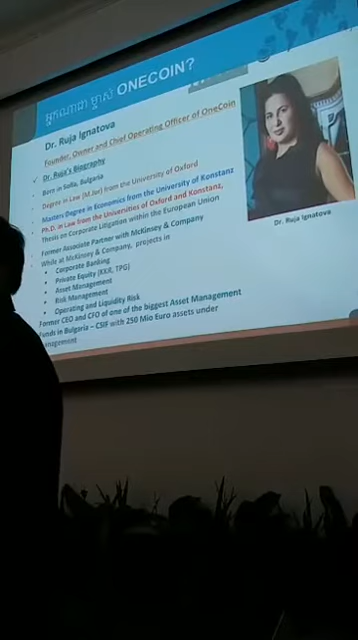 ONECOIN?
Dr. Ruja Ignatova
Founder, Owner and Chief Operating Officer of OneCoin
Dr. Ruja's Biography
Born in Sofia, Bulgaria
Degree in Law (M.Jur) from the University of Oxford
Masters Degree in Economics from the University of Konstanz
Ph.D. in Law from the Universities of Oxford and Konstanz,
Thesis on Corporate Litigation within the European Union
Former Associate Partner with McKinsey & Company
While at McKinsey & Company, projects in
• Corporate Banking
• Private Equity (KKR, TPG)
• Asset Management
• Risk Management
• Operating and Liquidity Risk
Former CEO and CFO of one of the biggest Asset Management
Funds in Bulgaria – CSIF with 250 Mio Euro assets under
management
Dr. Ruja Ignatova